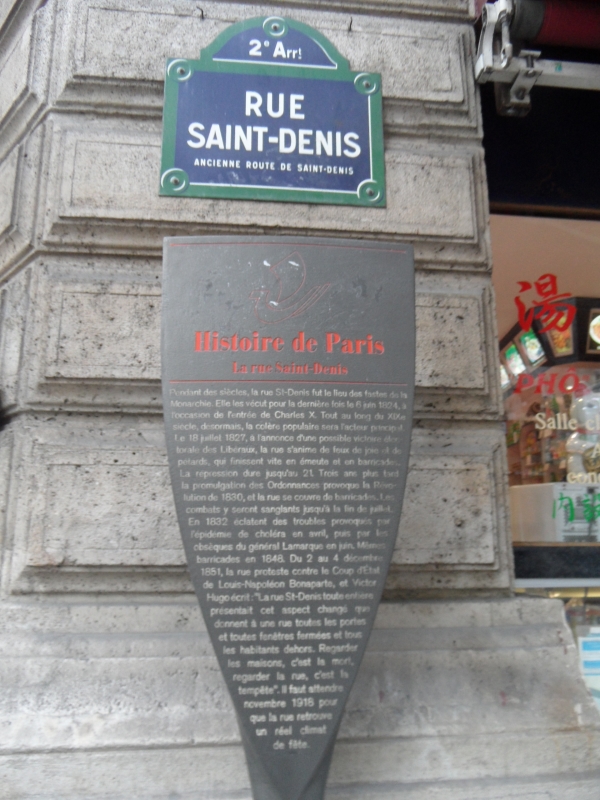 2e Arrt
RUE
SAINT-DENIS
ANCIENNE ROUTE DE SAINT-DENIS
Histoire de Paris
La rue Saint-Denis
Pendant des siècles, la rue St-Denis fut le lieu des fastes de la
Monarchie. Elle les vécut pour la dernière fois le 6 juin 1824, à
l'occasion de l'entrée de Charles X. Tout au long du XIXe
siècle, désormais, la colère populaire sera l'acteur principal.
Le 18 juillet 1827, à l'annonce d'une possible victoire élec-
torale des Libéraux, la rue s'anime de feux de joie et de
pétards, qui finissent vite en émeute et en barricades.
La répression dure jusqu'au 21. Trois ans plus tard
la promulgation des Ordonnances provoque la Révo-
lution de 1830, et la rue se couvre de barricades. Les
combats y seront sanglants jusqu'à la fin de juillet.
En 1832 éclatent des troubles provoqués par
l'épidémie de choléra en avril, puis par les
obsèques du général Lamarque en juin. Mêmes
barricades en 1848. Du 2 au 4 décembre
1851, la rue proteste contre le Coup d'État
de Louis-Napoléon Bonaparte, et Victor
Hugo écrit : "La rue St-Denis toute entière
présentait cet aspect changé que
donnent à une rue toutes les portes
et toutes fenêtres fermées et tous
les habitants dehors. Regarder
les maisons, c'est la mort,
regarder la rue, c'est la
tempête". Il faut attendre
novembre 1918 pour
que la rue retrouve
un réel climat
de fête.
湯
PHỞ
Salle